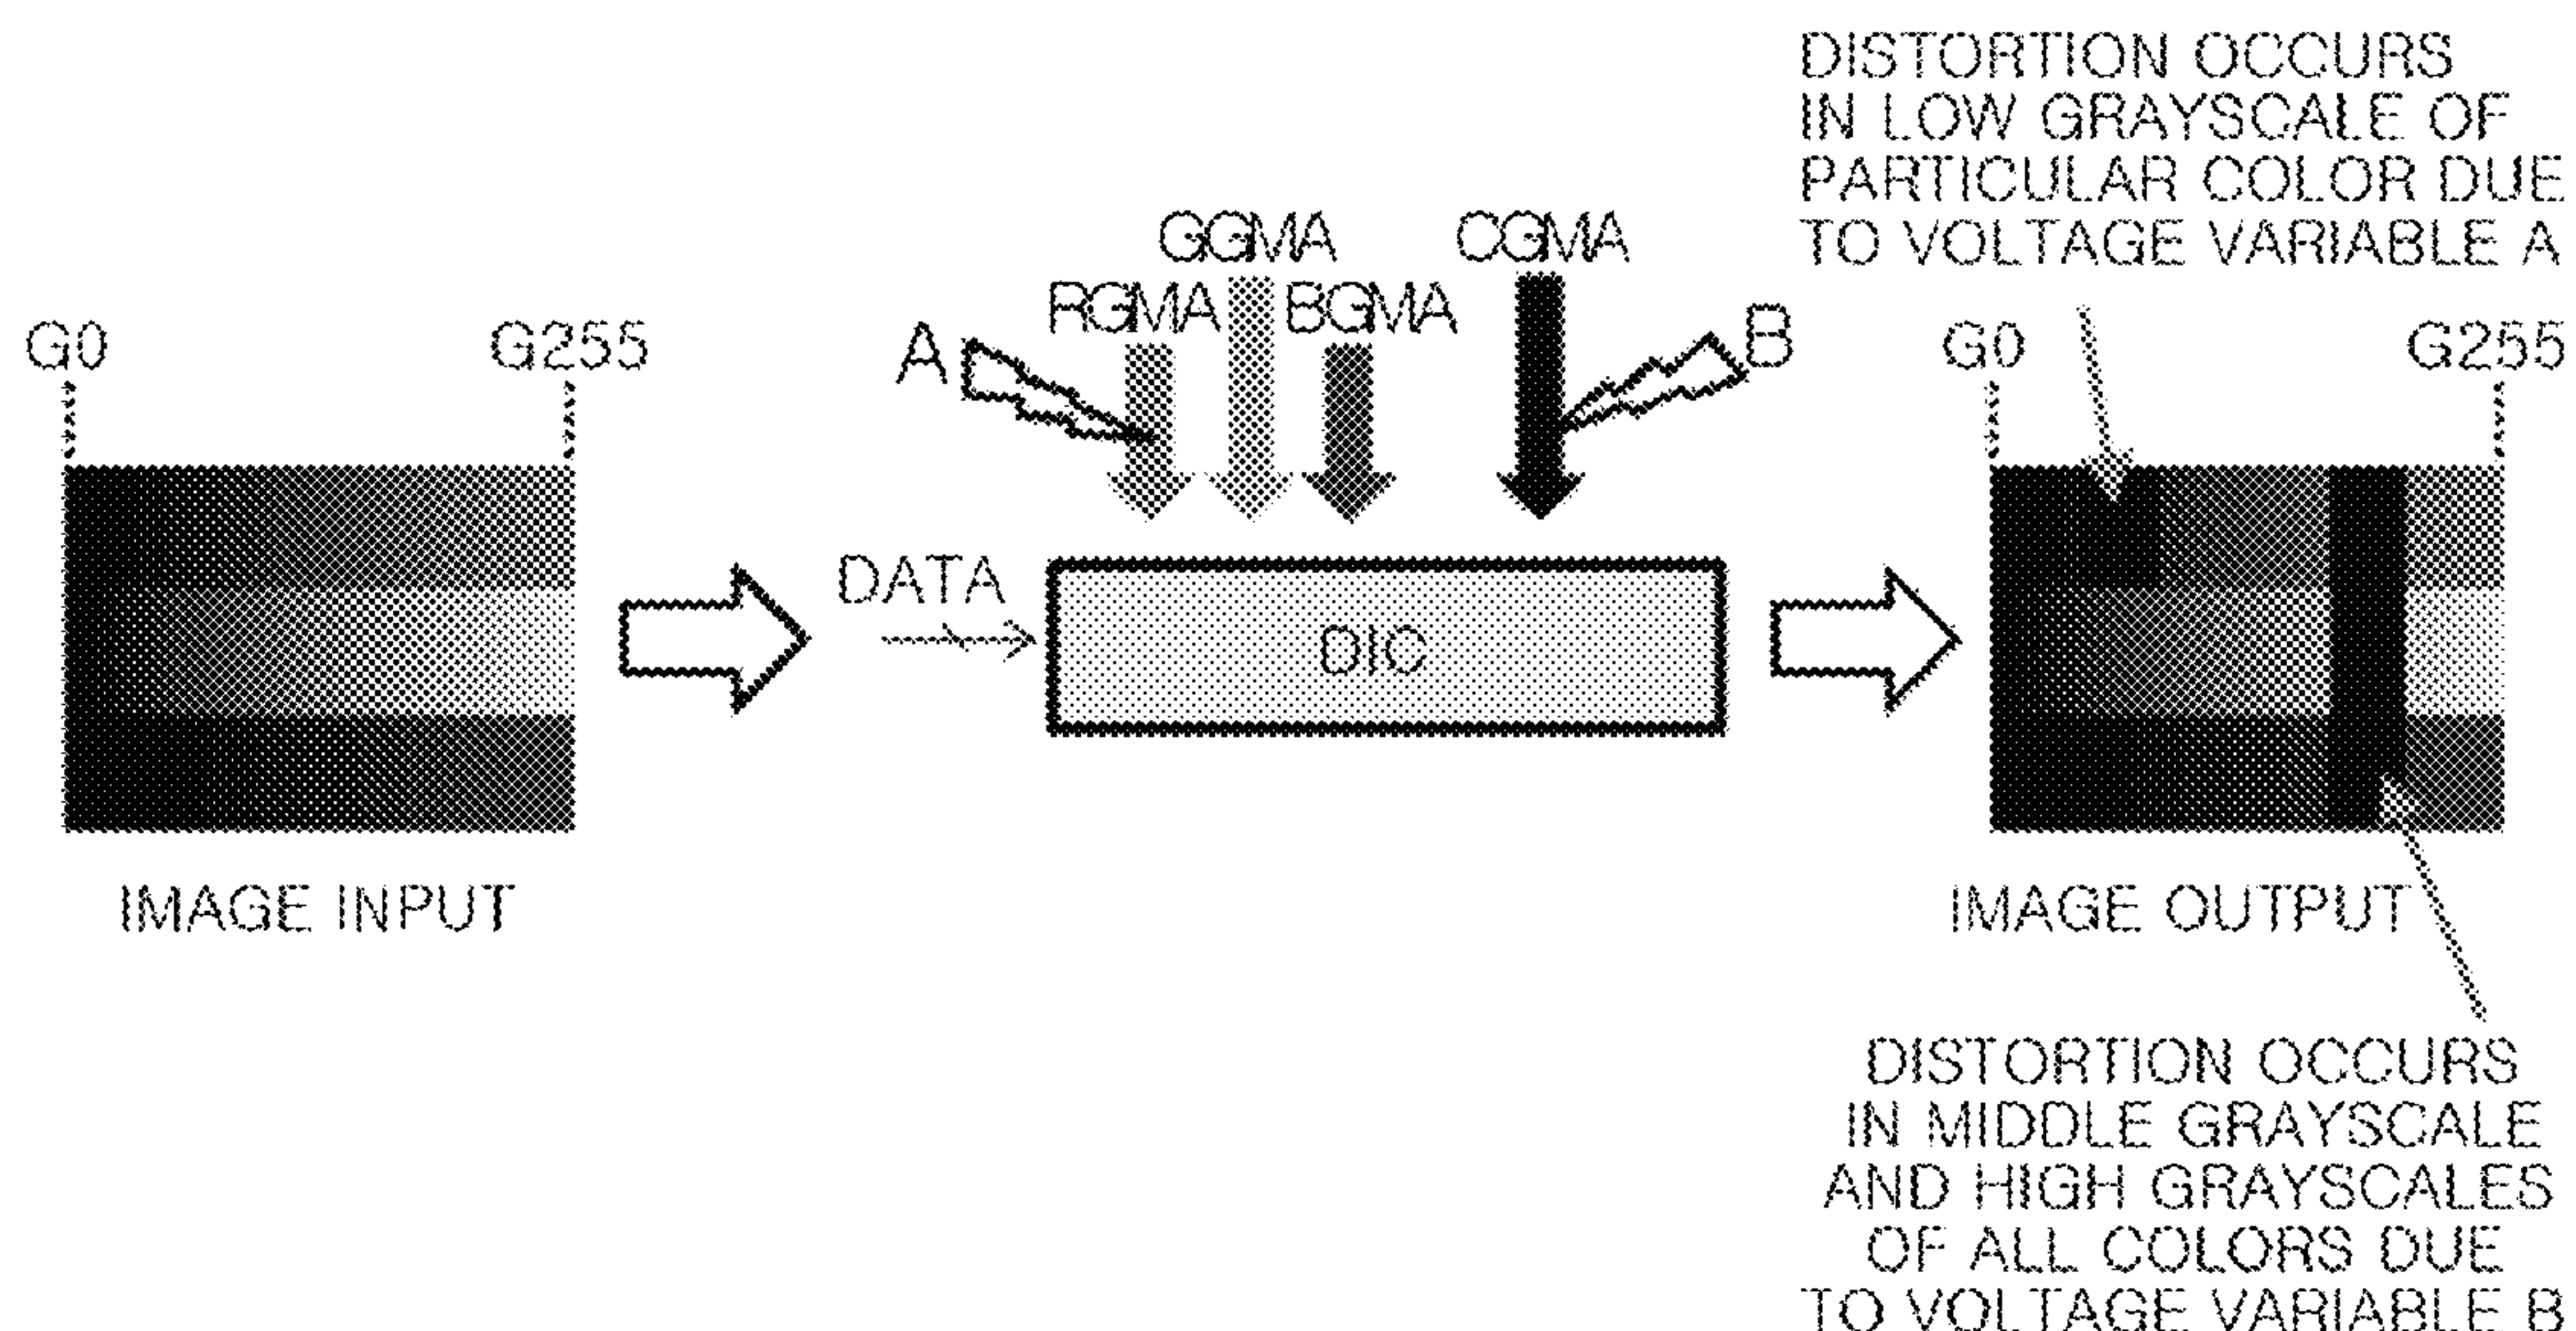 DISTORTION OCCURS
IN LOW GRAYSCALE OF
PARTICULAR COLOR DUE
TO VOLTAGE VARIABLE A
GGMA
CGMA
RGMA
BGMA
G0
G255
A
B
G0
G255
DATA
DIC
IMAGE INPUT
IMAGE OUTPUT
DISTORTION OCCURS
IN MIDDLE GRAYSCALE
AND HIGH GRAYSCALES
OF ALL COLORS DUE
TO VOLTAGE VARIABLE B